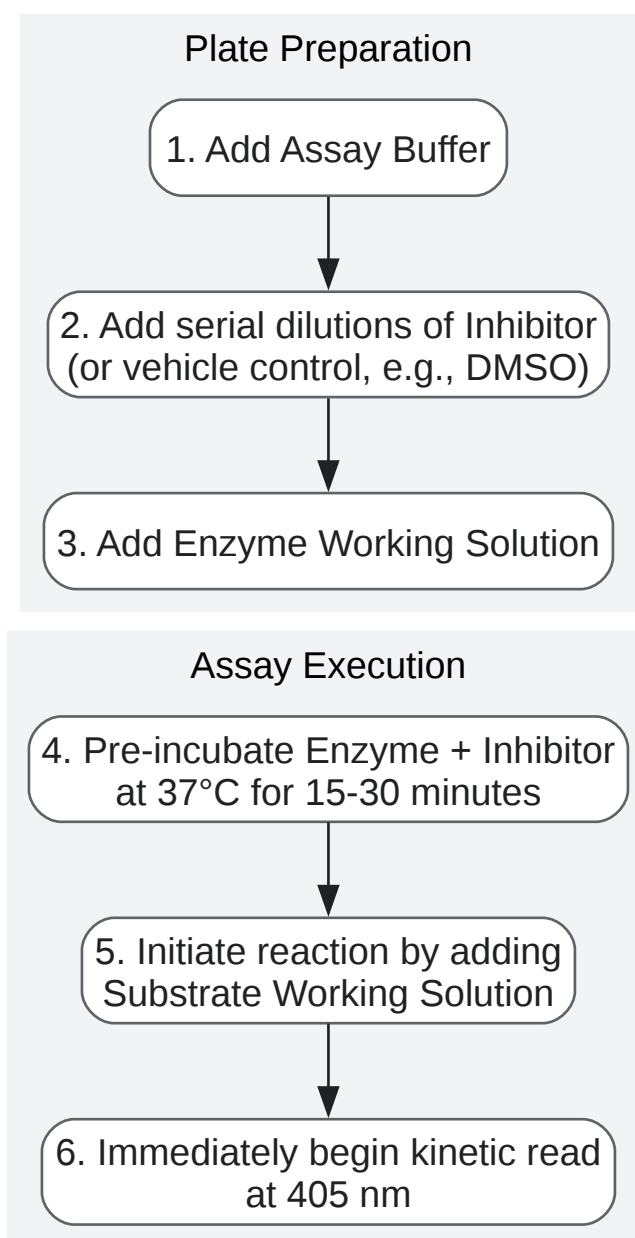 Plate Preparation
1. Add Assay Buffer
2. Add serial dilutions of Inhibitor
(or vehicle control, e.g., DMSO)
3. Add Enzyme Working Solution
Assay Execution
4. Pre-incubate Enzyme + Inhibitor
at 37°C for 15-30 minutes
5. Initiate reaction by adding
Substrate Working Solution
6. Immediately begin kinetic read
at 405 nm